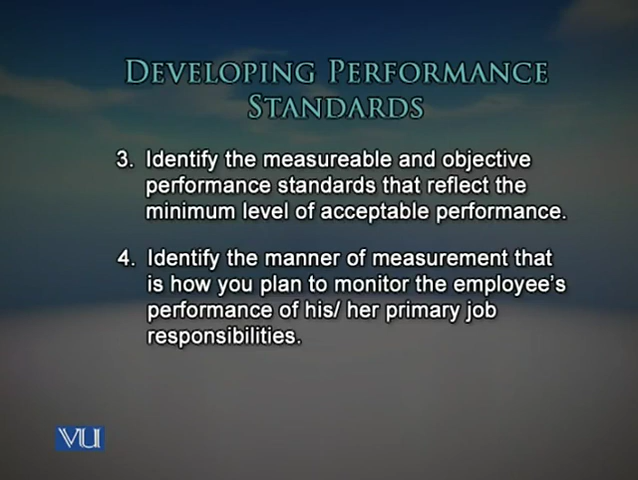 DEVELOPING PERFORMANCE
STANDARDS
3. Identify the measureable and objective
performance standards that reflect the
minimum level of acceptable performance.
4. Identify the manner of measurement that
is how you plan to monitor the employee's
performance of his/ her primary job
responsibilities.
VU